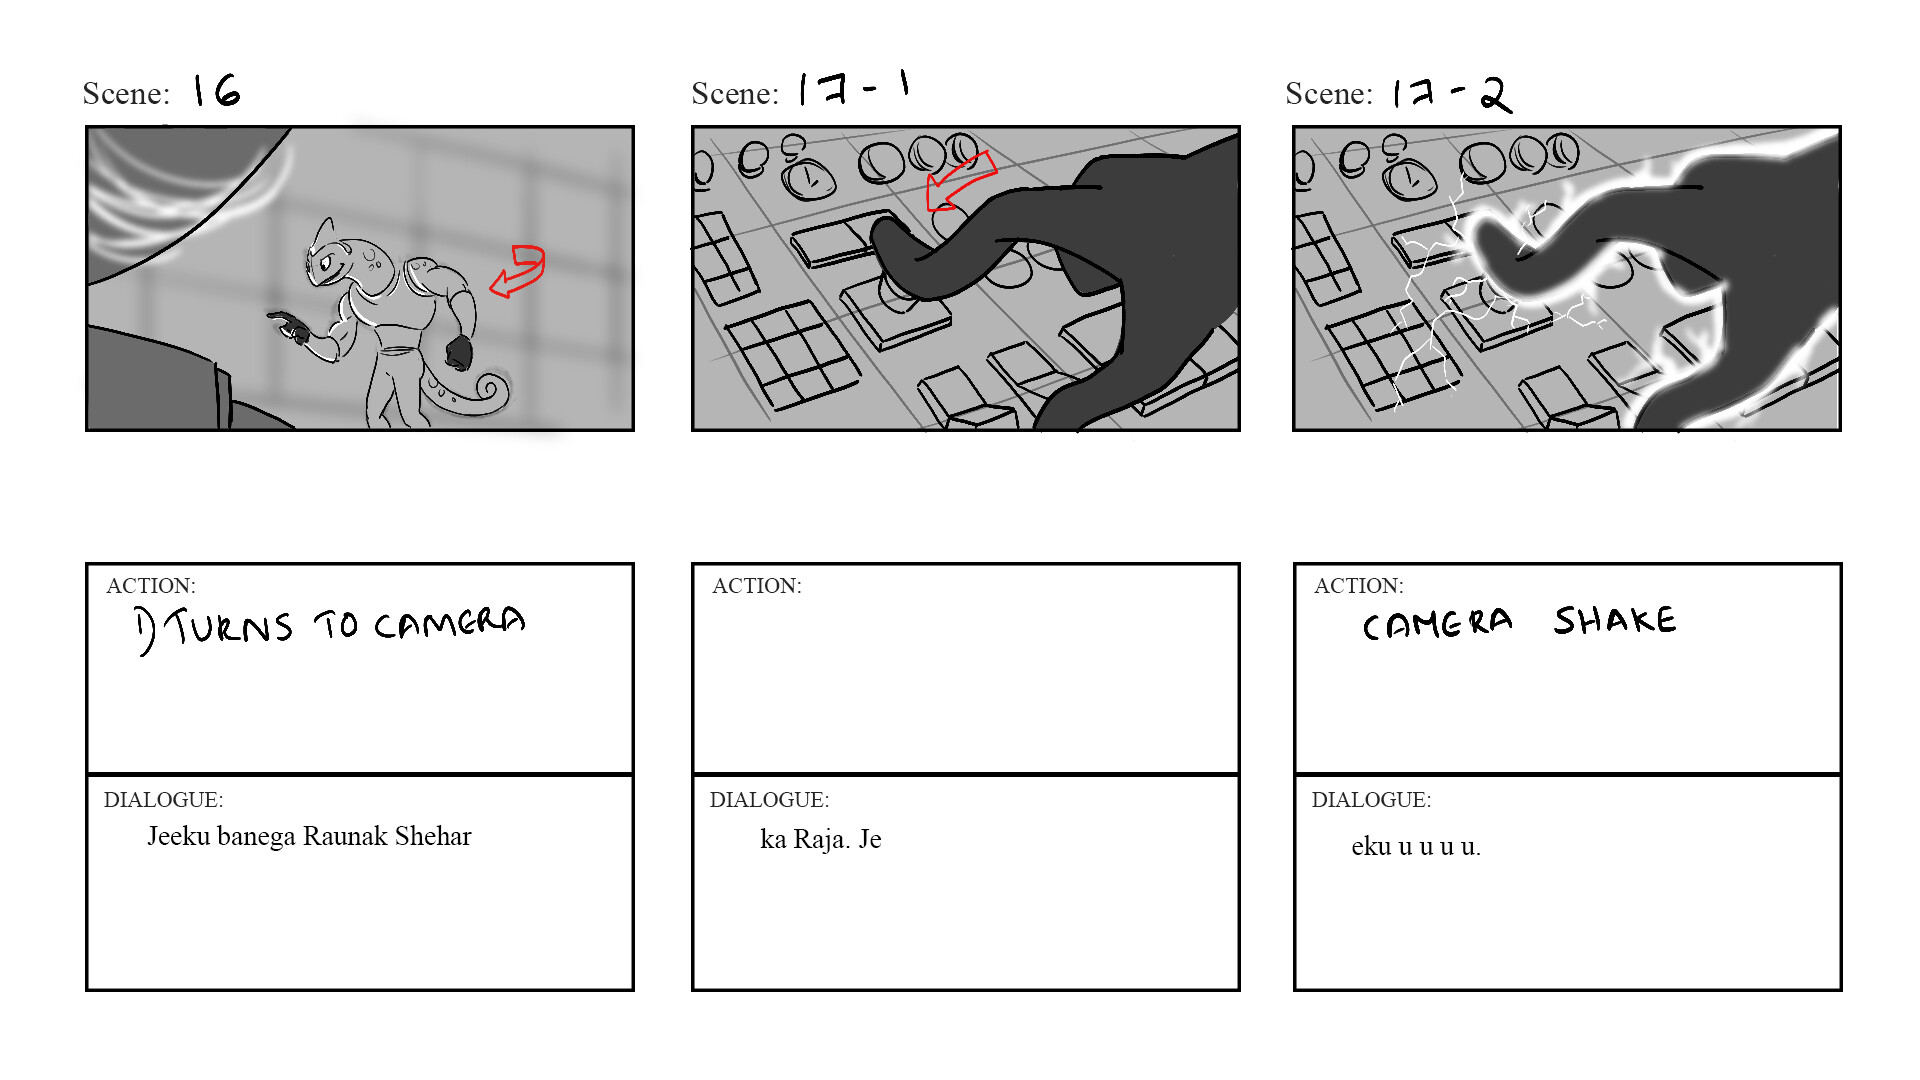 Scene: 16
Scene: 17-1
Scene: 17-2
ACTION:
1) TURNS TO CAMERA
DIALOGUE:
Jeeku banega Raunak Shehar
ACTION:
DIALOGUE:
ka Raja. Je
ACTION:
CAMERA SHAKE
DIALOGUE:
eku u u u u.